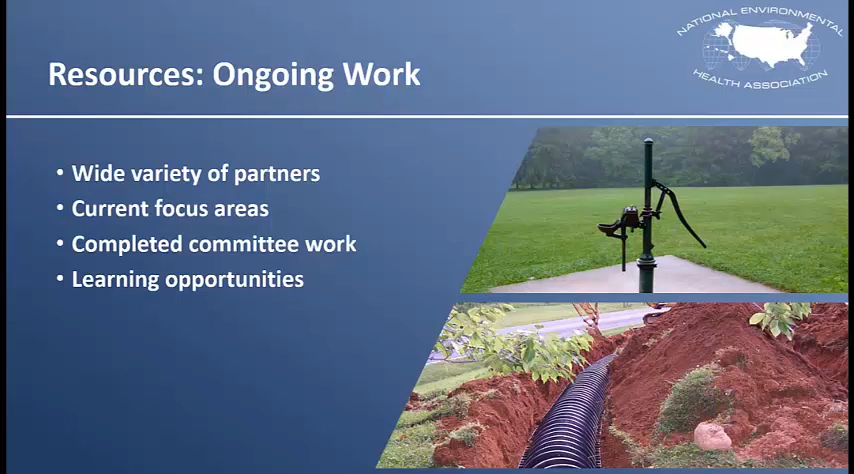 NATIONAL ENVIRONMENTAL
HEALTH ASSOCIATION
Resources: Ongoing Work
• Wide variety of partners
• Current focus areas
• Completed committee work
• Learning opportunities